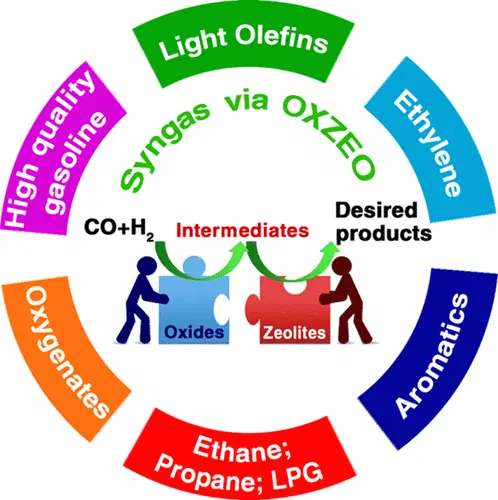 Light Olefins
High quality
gasoline
Ethylene
Syngas via OXZEO
CO+H₂
Intermediates
Desired
products
Oxides
Zeolites
Oxygenates
Aromatics
Ethane;
Propane; LPG